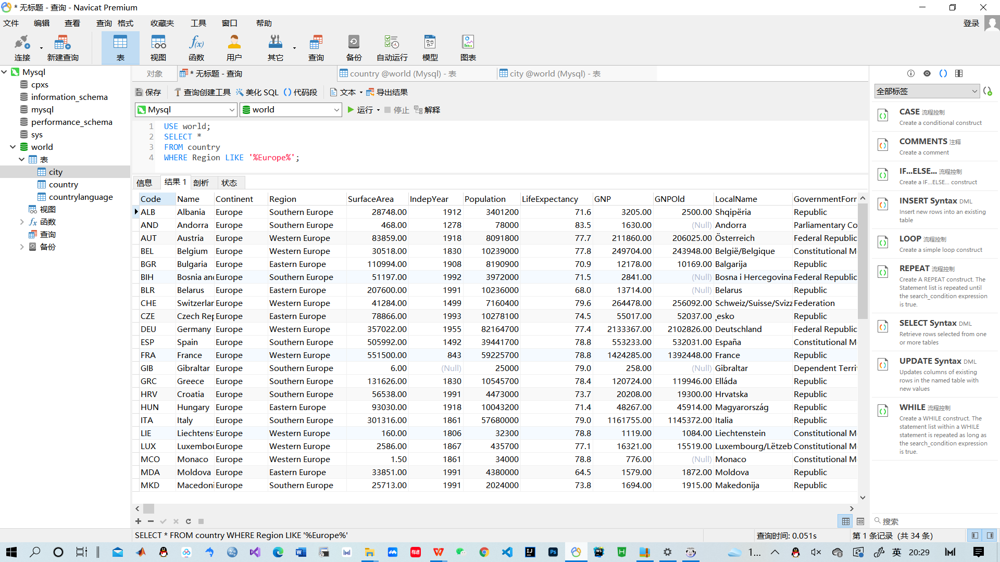 * 无标题 - 查询 - Navicat Premium
文件 编辑 查看 查询 格式 收藏夹 工具 窗口 帮助 登录
连接 新建查询 表 视图 函数 用户 其它 查询 备份 自动运行 模型 图表
Mysql
cpxs
information_schema
mysql
performance_schema
sys
world
表
city
country
countrylanguage
视图
函数
查询
备份
对象 * 无标题 - 查询 country @world (Mysql) - 表 city @world (Mysql) - 表
保存 查询创建工具 美化 SQL 代码段 文本 导出结果
Mysql world 运行 停止 解释
1 USE world;
2 SELECT *
3 FROM country
4 WHERE Region LIKE '%Europe%';
信息 结果 1 剖析 状态
Code Name Continent Region SurfaceArea IndepYear Population LifeExpectancy GNP GNPOld LocalName GovernmentForr
ALB Albania Europe Southern Europe 28748.00 1912 3401200 71.6 3205.00 2500.00 Shqipëria Republic
AND Andorra Europe Southern Europe 468.00 1278 78000 83.5 1630.00 (Null) Andorra Parliamentary Co
AUT Austria Europe Western Europe 83859.00 1918 8091800 77.7 211860.00 206025.00 Österreich Federal Republic
BEL Belgium Europe Western Europe 30518.00 1830 10239000 77.8 249704.00 243948.00 België/Belgique Constitutional M
BGR Bulgaria Europe Eastern Europe 110994.00 1908 8190900 70.9 12178.00 10169.00 Balgarija Republic
BIH Bosnia and Europe Southern Europe 51197.00 1992 3972000 71.5 2841.00 (Null) Bosna i Hercegovina Federal Republic
BLR Belarus Europe Eastern Europe 207600.00 1991 10236000 68.0 13714.00 (Null) Belarus Republic
CHE Switzerlar Europe Western Europe 41284.00 1499 7160400 79.6 264478.00 256092.00 Schweiz/Suisse/Svizz Federation
CZE Czech Rep Europe Eastern Europe 78866.00 1993 10278100 74.5 55017.00 52037.00 ¸esko Republic
DEU Germany Europe Western Europe 357022.00 1955 82164700 77.4 2133367.00 2102826.00 Deutschland Federal Republic
ESP Spain Europe Southern Europe 505992.00 1492 39441700 78.8 553233.00 532031.00 España Constitutional M
FRA France Europe Western Europe 551500.00 843 59225700 78.8 1424285.00 1392448.00 France Republic
GIB Gibraltar Europe Southern Europe 6.00 (Null) 25000 79.0 258.00 (Null) Gibraltar Dependent Territ
GRC Greece Europe Southern Europe 131626.00 1830 10545700 78.4 120724.00 119946.00 Elláda Republic
HRV Croatia Europe Southern Europe 56538.00 1991 4473000 73.7 20208.00 19300.00 Hrvatska Republic
HUN Hungary Europe Eastern Europe 93030.00 1918 10043200 71.4 48267.00 45914.00 Magyarország Republic
ITA Italy Europe Southern Europe 301316.00 1861 57680000 79.0 1161755.00 1145372.00 Italia Republic
LIE Liechtens Europe Western Europe 160.00 1806 32300 78.8 1119.00 1084.00 Liechtenstein Constitutional M
LUX Luxembou Europe Western Europe 2586.00 1867 435700 77.1 16321.00 15519.00 Luxembourg/Lëtzeb Constitutional M
MCO Monaco Europe Western Europe 1.50 1861 34000 78.8 776.00 (Null) Monaco Constitutional M
MDA Moldova Europe Eastern Europe 33851.00 1991 4380000 64.5 1579.00 1872.00 Moldova Republic
MKD Macedoni Europe Southern Europe 25713.00 1991 2024000 73.8 1694.00 1915.00 Makedonija Republic
SELECT * FROM country WHERE Region LIKE '%Europe%' 查询时间: 0.051s 第 1 条记录 (共 34 条)
全部标签
CASE 流程控制
Create a conditional construct
COMMENTS 注释
Create a comment
IF...ELSE... 流程控制
Create a IF...ELSE... construct
INSERT Syntax DML
Insert new rows into an existing
table
LOOP 流程控制
Create a simple loop construct
REPEAT 流程控制
Create A REPEAT construct. The
Statement list is repeated until
the search_condition expression
is true.
SELECT Syntax DML
Retrieve rows selected from one
or more tables
UPDATE Syntax DML
Updates columns of existing
rows in the named table with
new values
WHILE 流程控制
Create a WHILE construct. The
statement list within a WHILE
statement is repeated as long as
the search_condition expression
is true.
搜索
1... 英 20:29